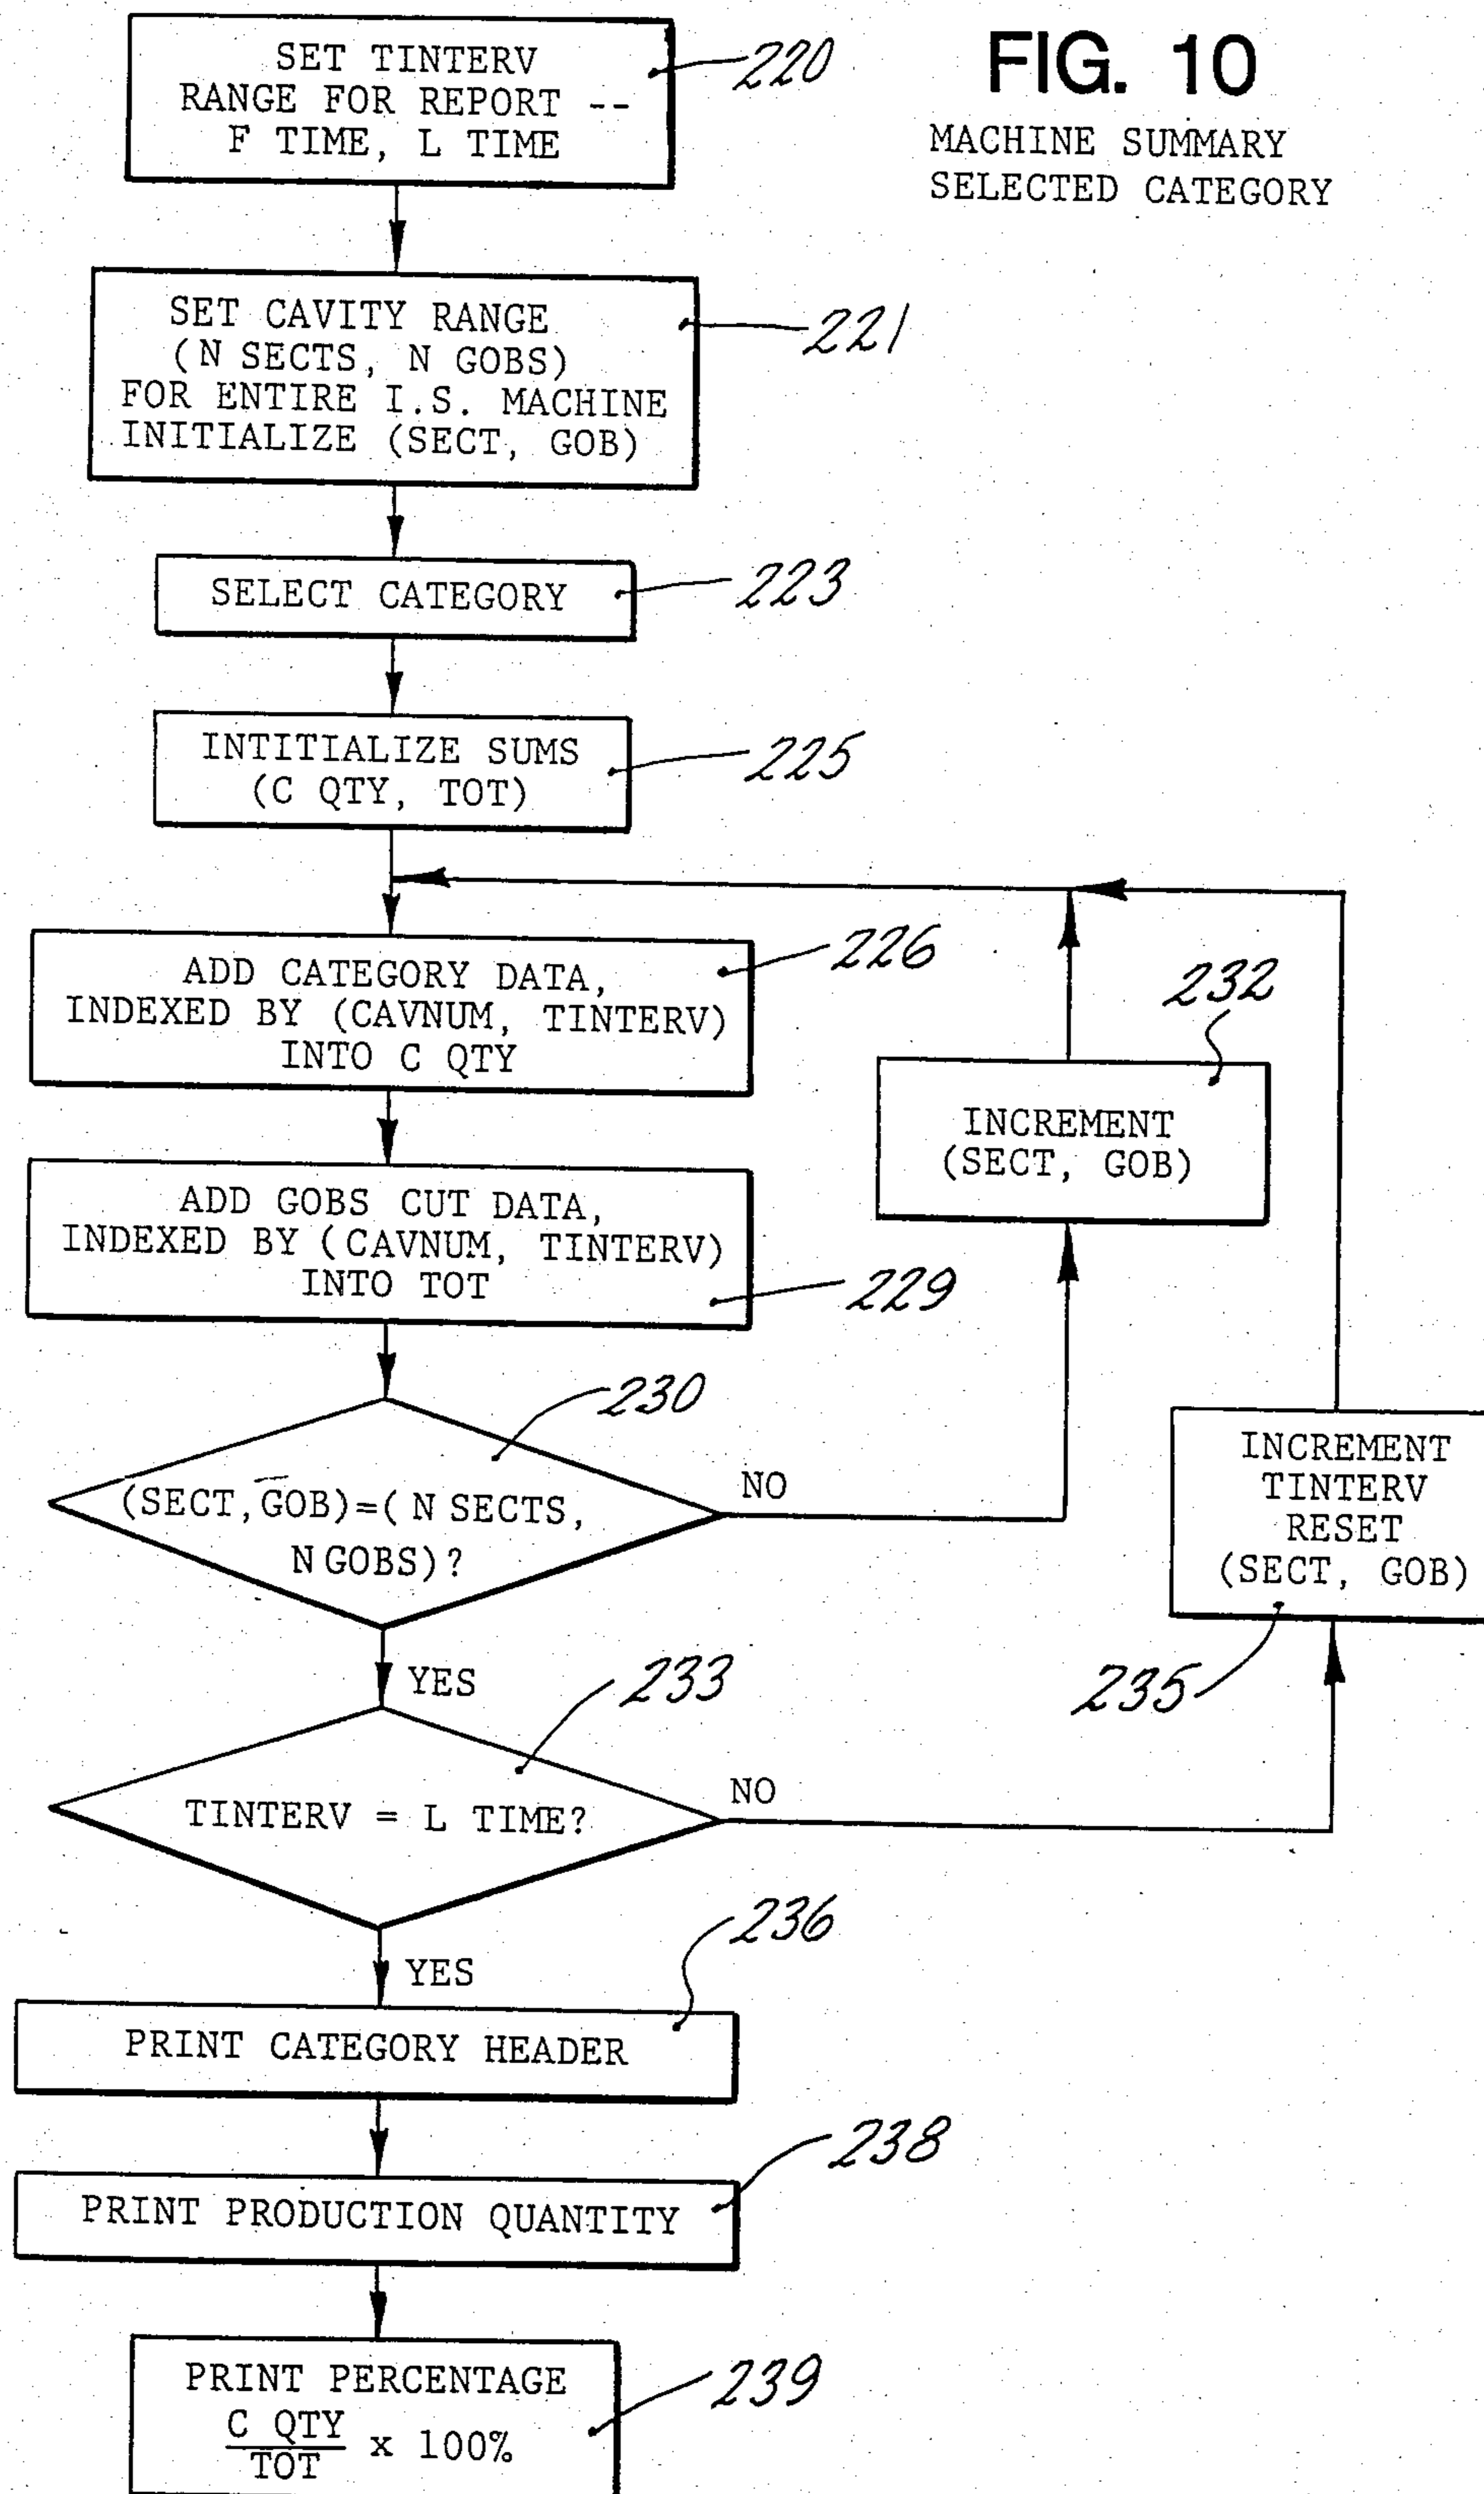 FIG. 10
MACHINE SUMMARY
SELECTED CATEGORY
SET TINTERV
RANGE FOR REPORT --
F TIME, L TIME
220
SET CAVITY RANGE
(N SECTS, N GOBS)
FOR ENTIRE I.S. MACHINE
INITIALIZE (SECT, GOB)
221
SELECT CATEGORY
223
INTITIALIZE SUMS
(C QTY, TOT)
225
ADD CATEGORY DATA,
INDEXED BY (CAVNUM, TINTERV)
INTO C QTY
226
ADD GOBS CUT DATA,
INDEXED BY (CAVNUM, TINTERV)
INTO TOT
229
(SECT, GOB)=(N SECTS,
N GOBS)?
230
NO
INCREMENT
(SECT, GOB)
232
YES
TINTERV = L TIME?
233
NO
INCREMENT
TINTERV
RESET
(SECT, GOB)
235
YES
PRINT CATEGORY HEADER
236
PRINT PRODUCTION QUANTITY
238
PRINT PERCENTAGE
C QTY
TOT
x 100%
239